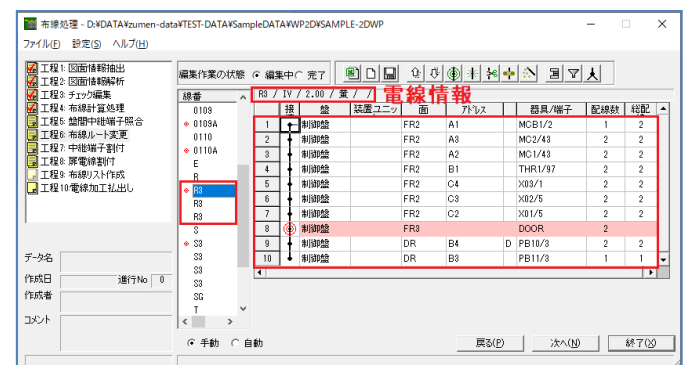 布線処理 - D:¥DATA¥zumen-data¥TEST-DATA¥SampleDATA¥WP2D¥SAMPLE-2DWP
ファイル(F) 設定(S) ヘルプ(H)
工程1: 図面情報抽出
工程2: 図面情報解析
工程3: チェック編集
工程4: 布線計算処理
工程5: 盤間中継端子照合
工程6: 布線ルート変更
工程7: 中継端子割付
工程8: 扉電線割付
工程9: 布線リスト作成
工程10:電線加工払出し
編集作業の状態 編集中 完了
線番
0109
0109A
0110
0110A
E
R
R3
R3
R3
S
S3
S3
S3
S3
SG
T
R3 / IV / 2.00 / 黄 / /
電線情報
接 盤 装置ユニッ 面 アドレス 器具/端子 配線数 総配
1 制御盤 FR2 A1 MCB1/2 1 2
2 制御盤 FR2 A3 MC2/43 2 2
3 制御盤 FR2 A2 MC1/43 2 2
4 制御盤 FR2 B1 THR1/97 2 2
5 制御盤 FR2 C4 X03/1 2 2
6 制御盤 FR2 C3 X02/5 2 2
7 制御盤 FR2 C2 X01/5 2 2
8 制御盤 FR3 DOOR 2
9 制御盤 DR B4 D PB10/3 2 2
10 制御盤 DR B3 PB11/3 1 1
データ名
作成日 進行No 0
作成者
コメント
手動 自動
戻る(P) 次へ(N) 終了(X)